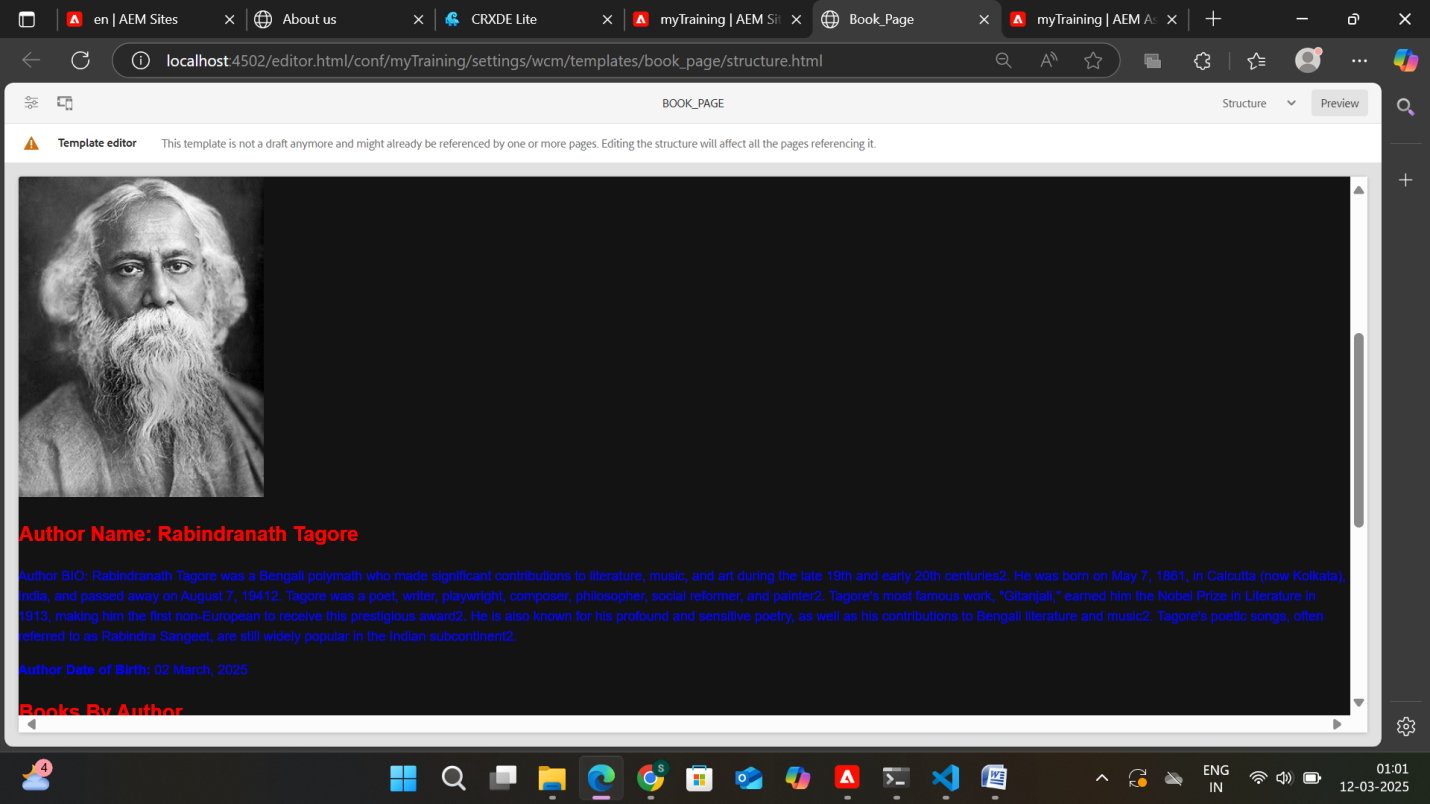 en | AEM Sites
About us
CRXDE Lite
myTraining | AEM Sit
Book_Page
myTraining | AEM As
localhost:4502/editor.html/conf/myTraining/settings/wcm/templates/book_page/structure.html
BOOK_PAGE
Structure
Preview
Template editor
This template is not a draft anymore and might already be referenced by one or more pages. Editing the structure will affect all the pages referencing it.
Author Name: Rabindranath Tagore
Author BIO: Rabindranath Tagore was a Bengali polymath who made significant contributions to literature, music, and art during the late 19th and early 20th centuries2. He was born on May 7, 1861, in Calcutta (now Kolkata),
India, and passed away on August 7, 19412. Tagore was a poet, writer, playwright, composer, philosopher, social reformer, and painter2. Tagore's most famous work, "Gitanjali," earned him the Nobel Prize in Literature in
1913, making him the first non-European to receive this prestigious award2. He is also known for his profound and sensitive poetry, as well as his contributions to Bengali literature and music2. Tagore's poetic songs, often
referred to as Rabindra Sangeet, are still widely popular in the Indian subcontinent2.
Author Date of Birth: 02 March, 2025
Books By Author
4
S
ENG
IN
01:01
12-03-2025